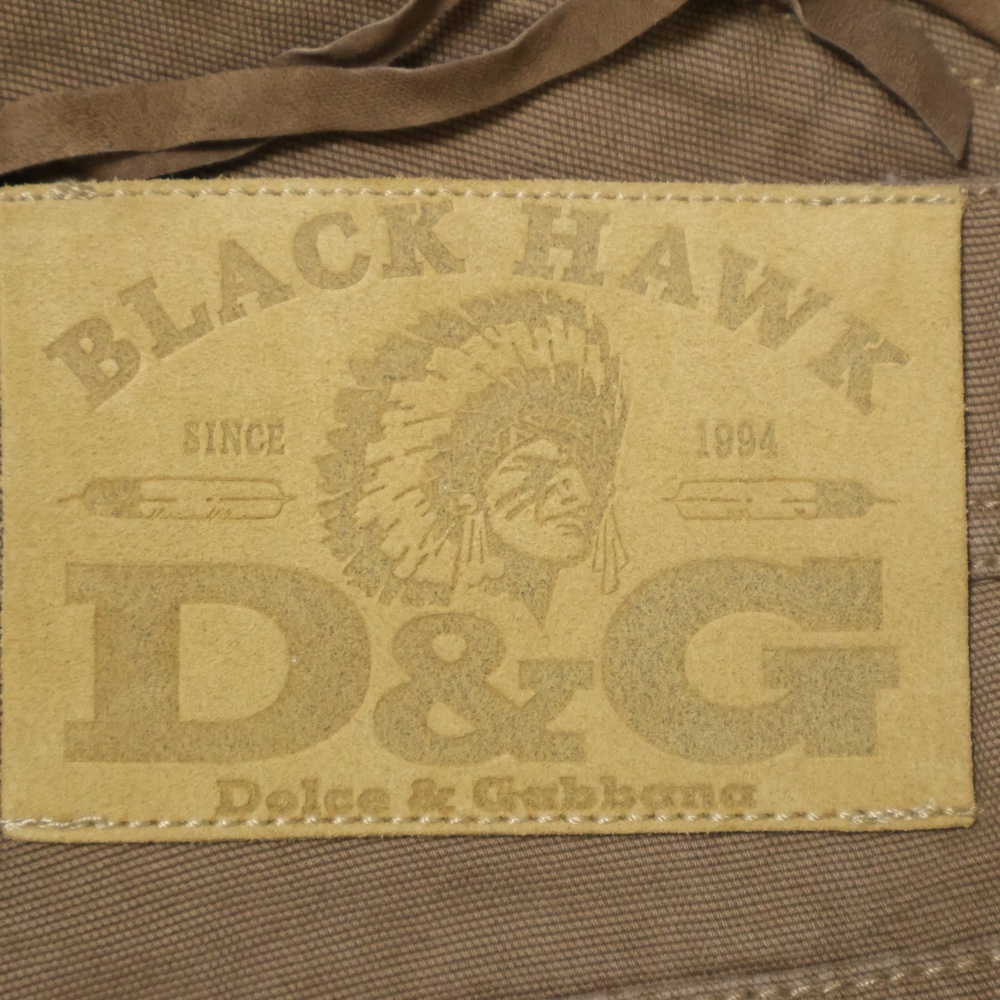 BLACK HAWK
SINCE 1994
D&G
Dolce & Gabbana